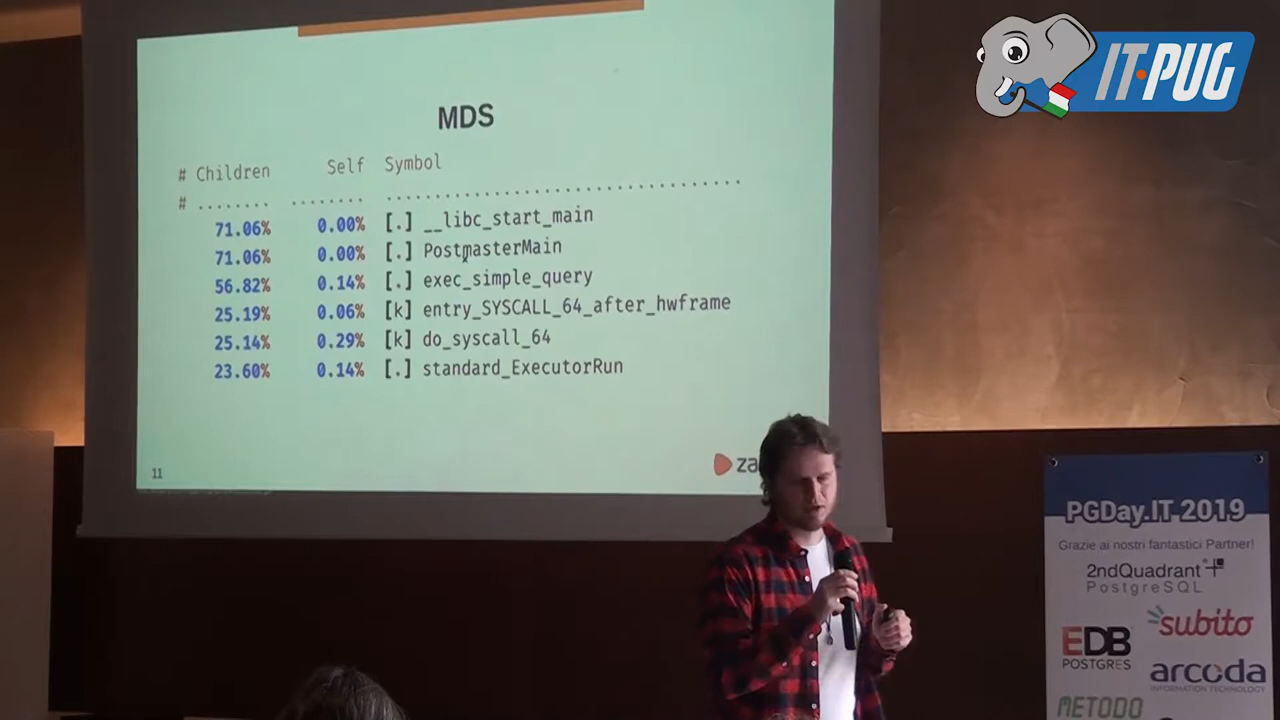 IT·PUG
MDS
# Children Self Symbol
# ........ ........ ...................................
71.06% 0.00% [.] __libc_start_main
71.06% 0.00% [.] PostmasterMain
56.82% 0.14% [.] exec_simple_query
25.19% 0.06% [k] entry_SYSCALL_64_after_hwframe
25.14% 0.29% [k] do_syscall_64
23.60% 0.14% [.] standard_ExecutorRun
11
za
PGDay.IT 2019
Grazie ai nostri fantastici Partner!
2ndQuadrant
PostgreSQL
subito
EDB
POSTGRES
arcoda
INFORMATION TECHNOLOGY
METODO